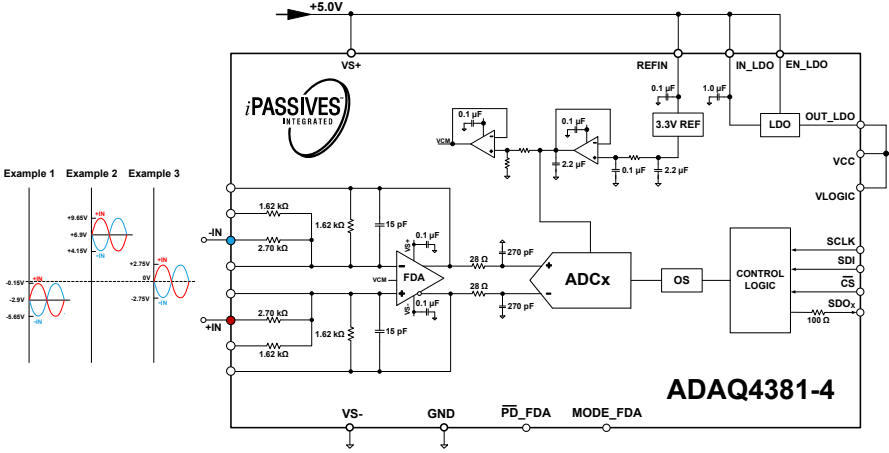 +5.0V
VS+
REFIN
IN_LDO
EN_LDO
iPASSIVES™
INTEGRATED
0.1 µF
1.0 µF
0.1 µF
0.1 µF
3.3V REF
LDO
OUT_LDO
VCM
2.2 µF
0.1 µF
2.2 µF
VCC
VLOGIC
Example 1
Example 2
Example 3
+9.65V
+IN
+6.9V
+4.15V
-IN
+2.75V
+IN
0V
-2.75V
-IN
-0.15V
+IN
-2.9V
-5.65V
-IN
-IN
1.62 kΩ
2.70 kΩ
1.62 kΩ
15 pF
VS+
0.1 µF
28 Ω
270 pF
FDA
VCM
ADCx
OS
CONTROL
LOGIC
SCLK
SDI
CS
SDOx
100 Ω
+IN
2.70 kΩ
1.62 kΩ
1.62 kΩ
15 pF
VS-
0.1 µF
28 Ω
270 pF
ADAQ4381-4
VS-
GND
PD_FDA
MODE_FDA